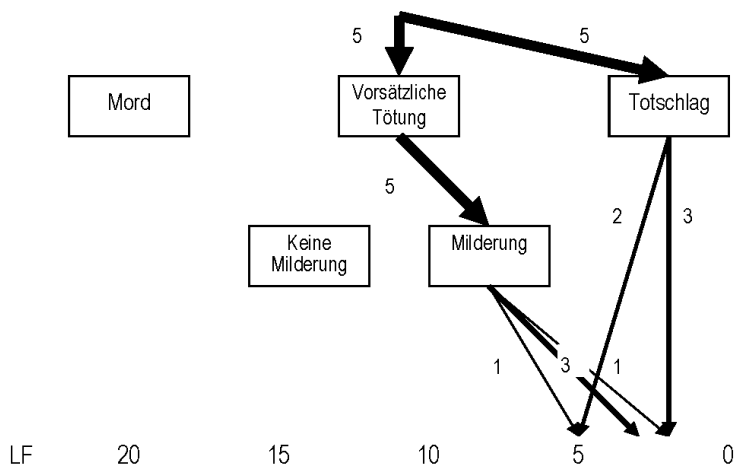 5 5
Mord
Vorsätzliche
Tötung
Totschlag
5
2 3
Keine
Milderung
Milderung
1 3 1
LF 20 15 10 5 0